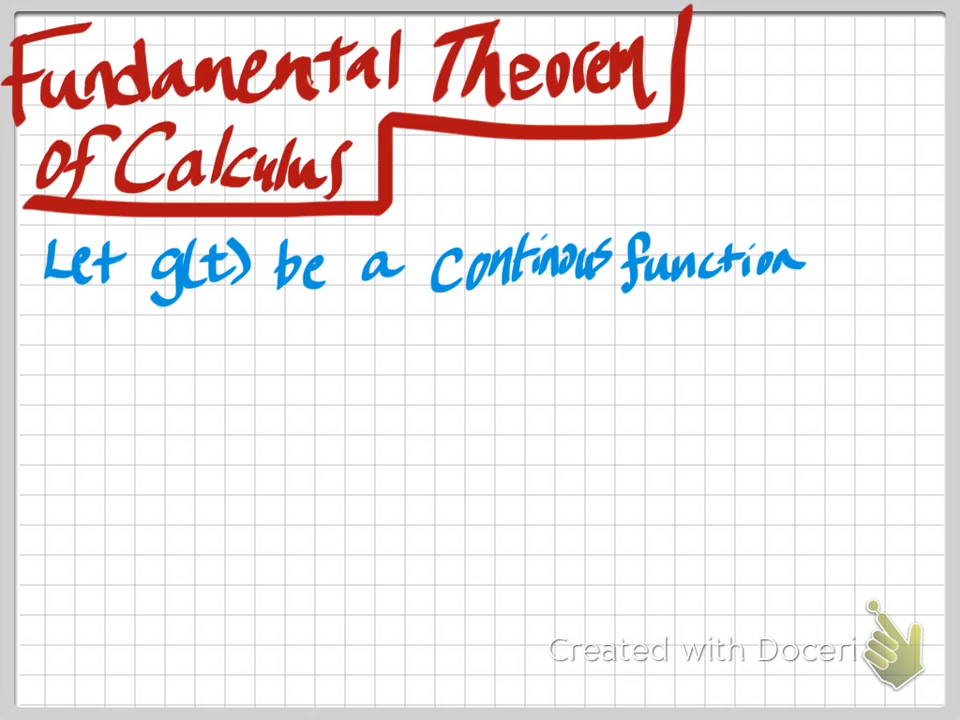 Fundamental Theorem
of Calculus
Let g(t) be a continous function
Created with Doceri